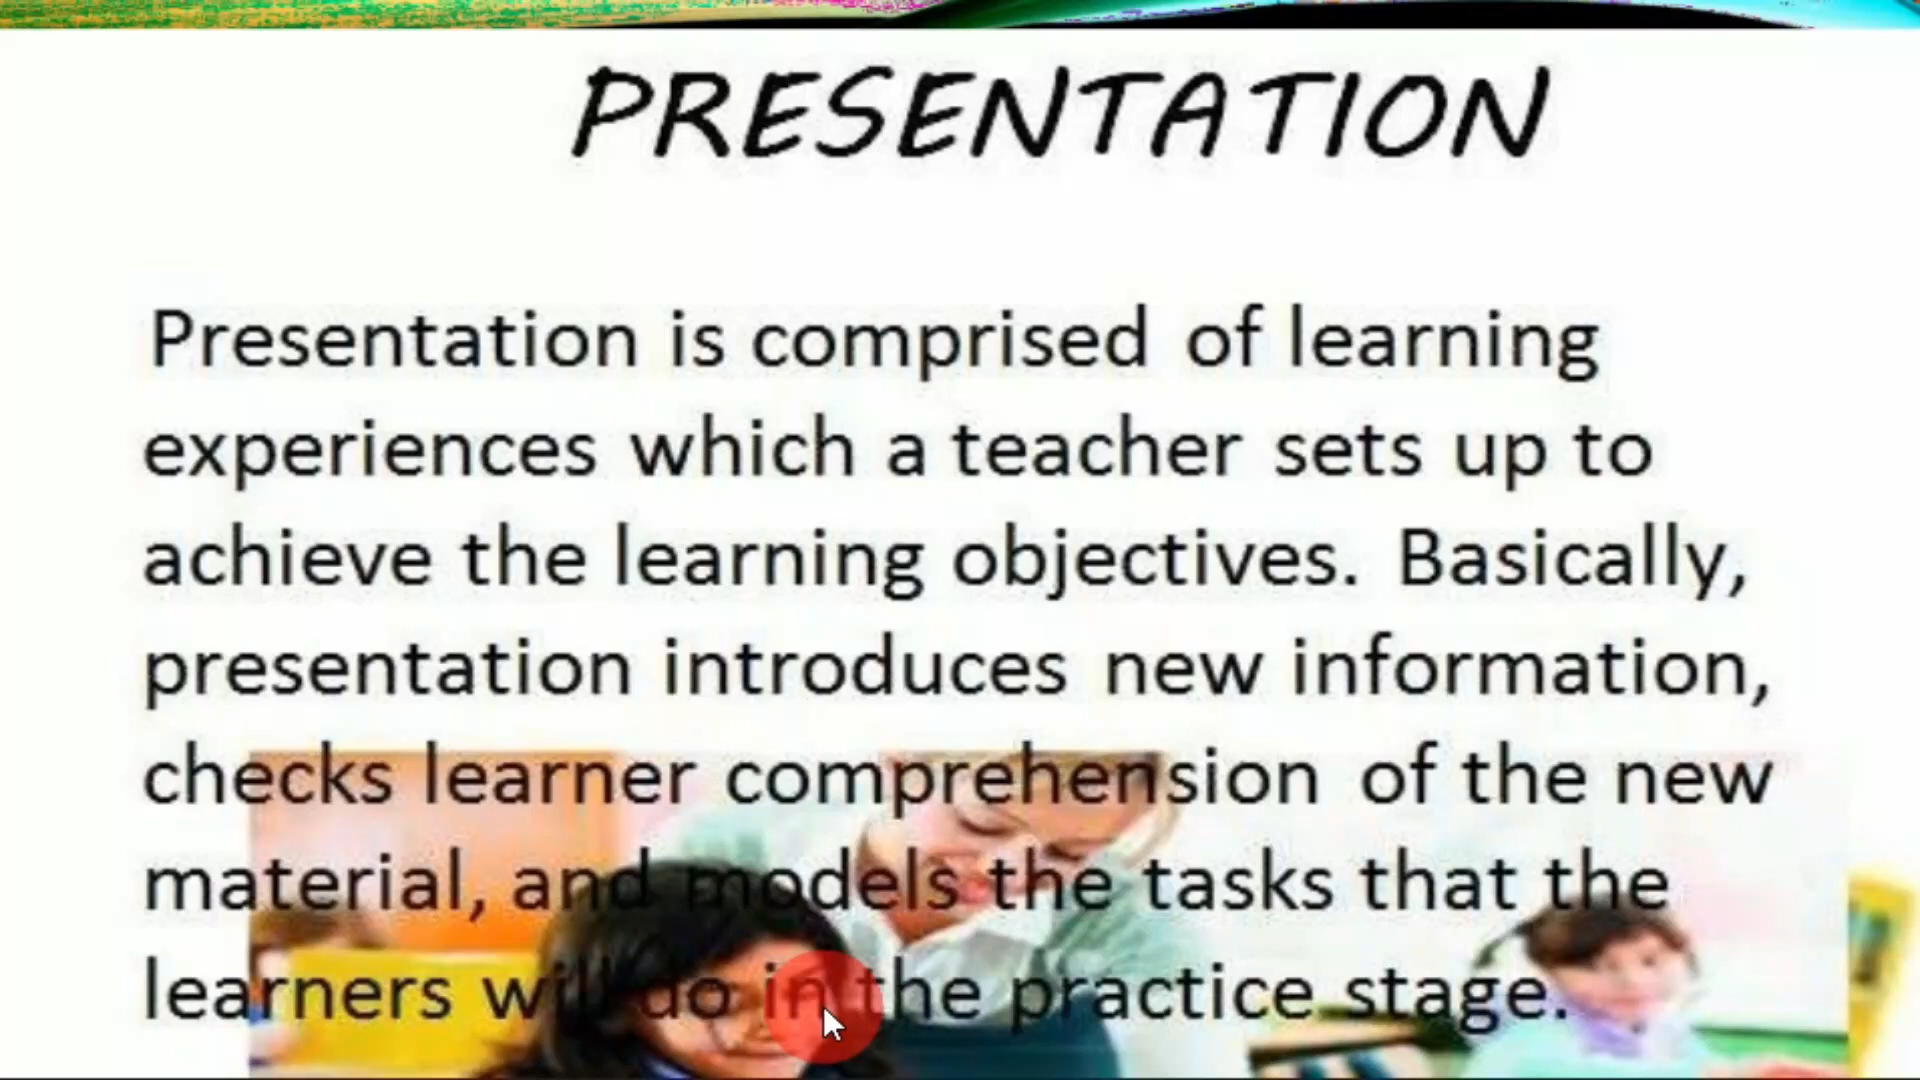 PRESENTATION
Presentation is comprised of learning
experiences which a teacher sets up to
achieve the learning objectives. Basically,
presentation introduces new information,
checks learner comprehension of the new
material, and models the tasks that the
learners will do in the practice stage.